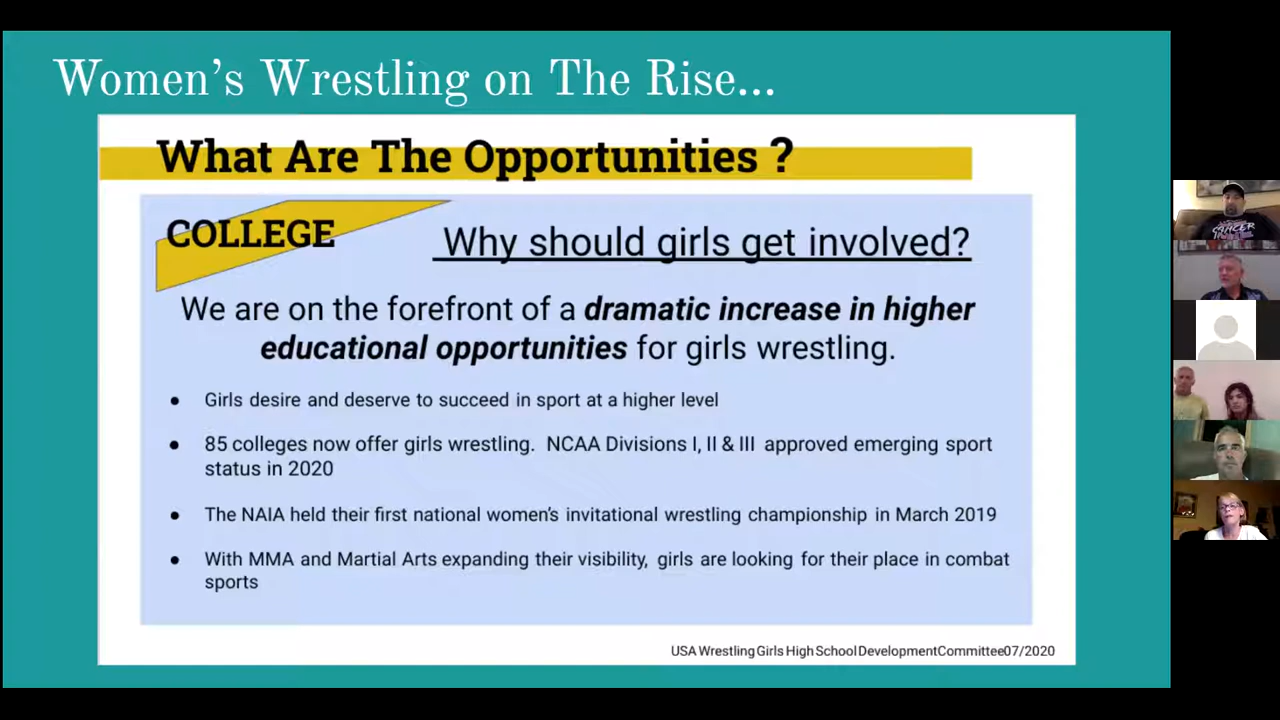 Women's Wrestling on The Rise...
What Are The Opportunities ?
COLLEGE
Why should girls get involved?
We are on the forefront of a dramatic increase in higher
educational opportunities for girls wrestling.
● Girls desire and deserve to succeed in sport at a higher level
● 85 colleges now offer girls wrestling. NCAA Divisions I, II & III approved emerging sport
status in 2020
● The NAIA held their first national women's invitational wrestling championship in March 2019
● With MMA and Martial Arts expanding their visibility, girls are looking for their place in combat
sports
USA Wrestling Girls High School DevelopmentCommittee07/2020
CANCER